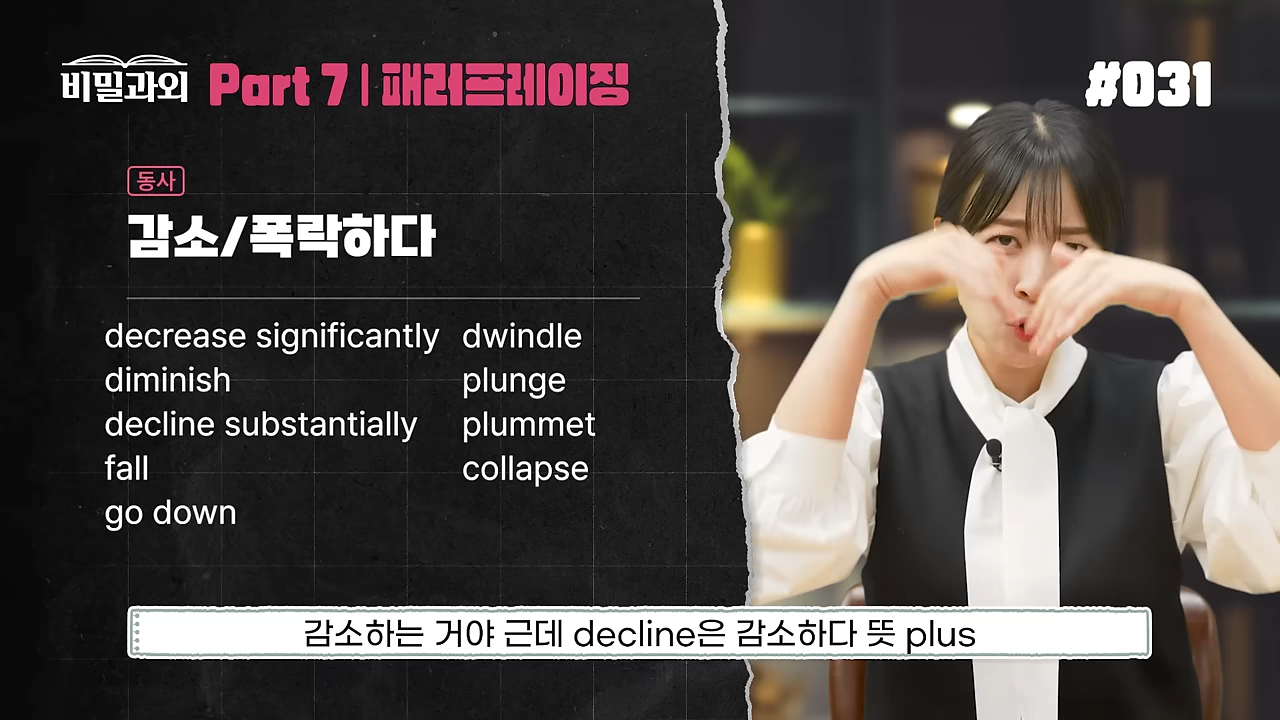 비밀과외
Part 7 | 패러프레이징
#031
동사
감소/폭락하다
decrease significantly
diminish
decline substantially
fall
go down
dwindle
plunge
plummet
collapse
감소하는 거야 근데 decline은 감소하다 뜻 plus